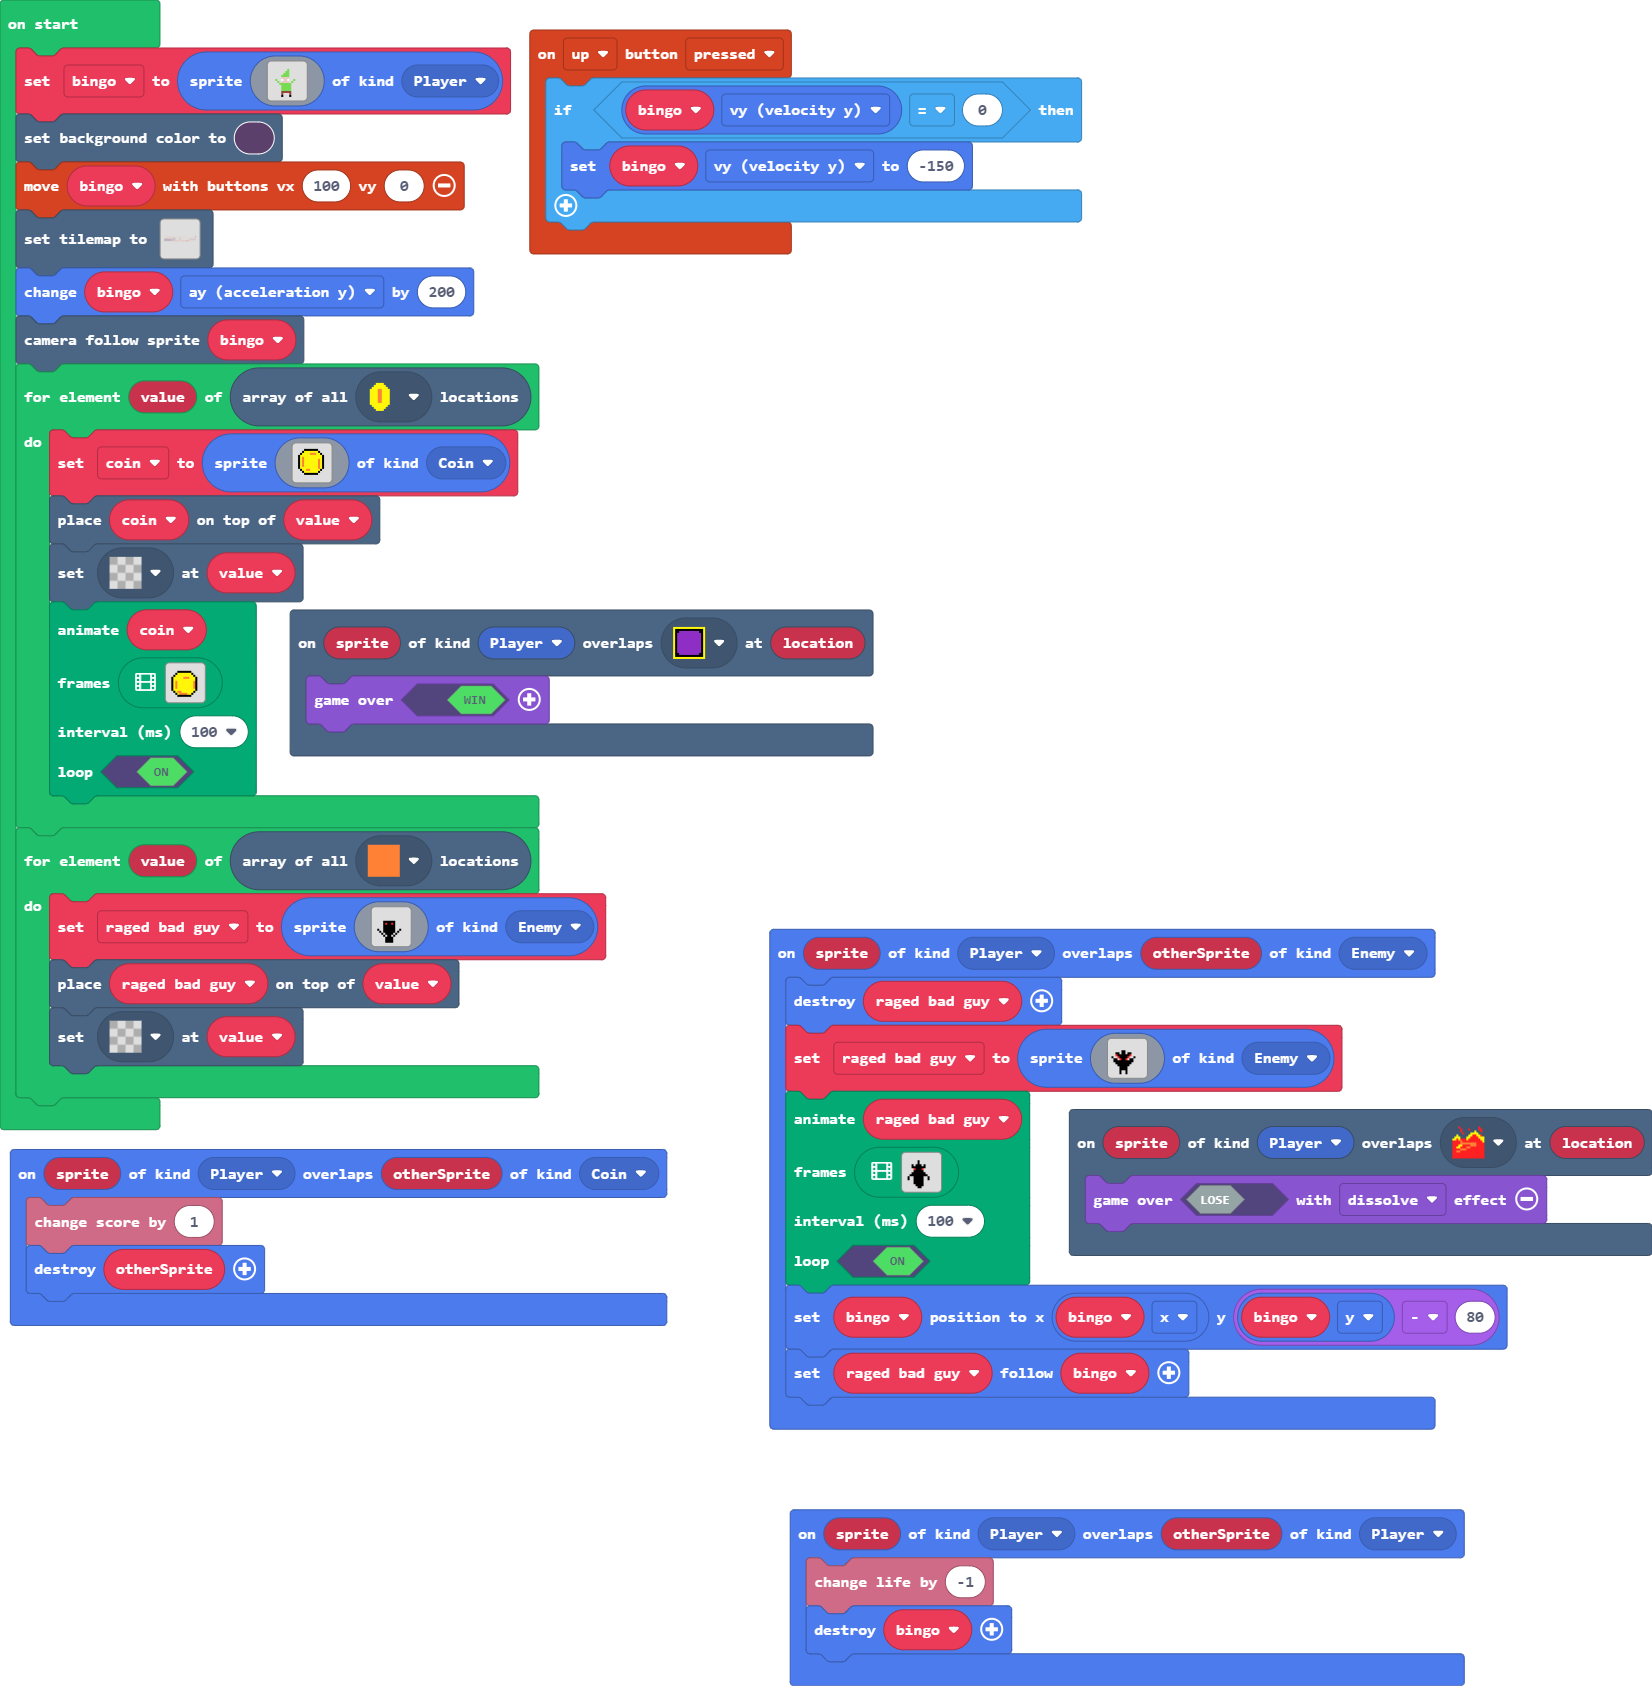 on start
set bingo to sprite of kind Player
set background color to
move bingo with buttons vx 100 vy 0
set tilemap to
change bingo ay (acceleration y) by 200
camera follow sprite bingo
for element value of array of all locations
do
set coin to sprite of kind Coin
place coin on top of value
set at value
animate coin
frames
interval (ms) 100
loop ON
for element value of array of all locations
do
set raged bad guy to sprite of kind Enemy
place raged bad guy on top of value
set at value
on up button pressed
if bingo vy (velocity y) = 0 then
set bingo vy (velocity y) to -150
on sprite of kind Player overlaps at location
game over WIN
on sprite of kind Player overlaps otherSprite of kind Coin
change score by 1
destroy otherSprite
on sprite of kind Player overlaps otherSprite of kind Enemy
destroy raged bad guy
set raged bad guy to sprite of kind Enemy
animate raged bad guy
frames
interval (ms) 100
loop ON
set bingo position to x bingo x y bingo y - 80
set raged bad guy follow bingo
on sprite of kind Player overlaps at location
game over LOSE with dissolve effect
on sprite of kind Player overlaps otherSprite of kind Player
change life by -1
destroy bingo